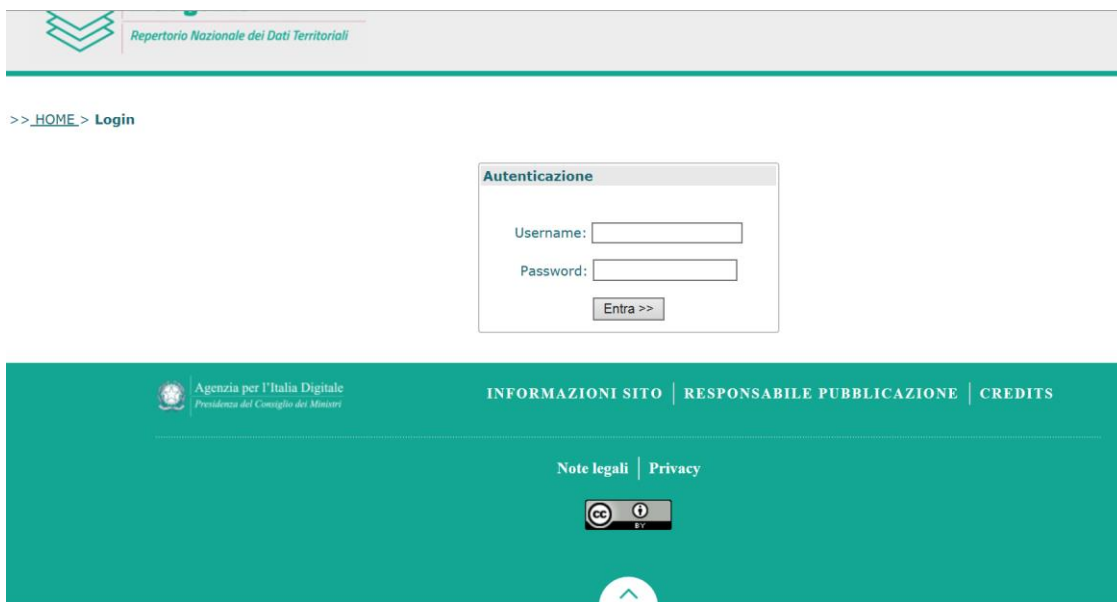 Repertorio Nazionale dei Dati Territoriali
>> HOME > Login
Autenticazione
Username:
Password:
Entra >>
Agenzia per l'Italia Digitale
Presidenza del Consiglio dei Ministri
INFORMAZIONI SITO | RESPONSABILE PUBBLICAZIONE | CREDITS
Note legali | Privacy
cc BY